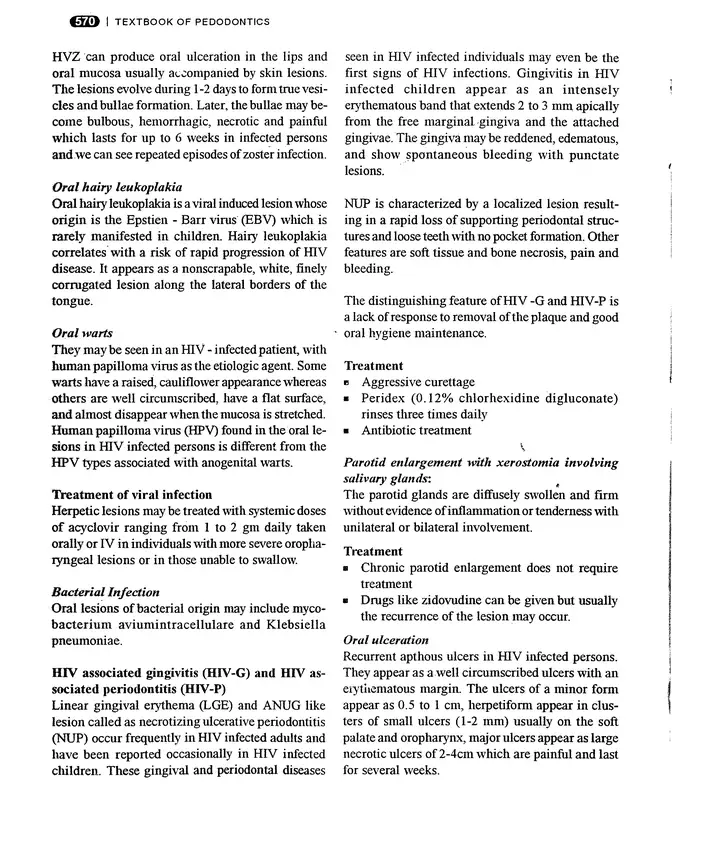 570 | TEXTBOOK OF PEDODONTICS
HVZ can produce oral ulceration in the lips and
oral mucosa usually accompanied by skin lesions.
The lesions evolve during 1-2 days to form true vesi-
cles and bullae formation. Later, the bullae may be-
come bulbous, hemorrhagic, necrotic and painful
which lasts for up to 6 weeks in infected persons
and we can see repeated episodes of zoster infection.
Oral hairy leukoplakia
Oral hairy leukoplakia is a viral induced lesion whose
origin is the Epstien - Barr virus (EBV) which is
rarely manifested in children. Hairy leukoplakia
correlates with a risk of rapid progression of HIV
disease. It appears as a nonscrapable, white, finely
corrugated lesion along the lateral borders of the
tongue.
Oral warts
They may be seen in an HIV - infected patient, with
human papilloma virus as the etiologic agent. Some
warts have a raised, cauliflower appearance whereas
others are well circumscribed, have a flat surface,
and almost disappear when the mucosa is stretched.
Human papilloma virus (HPV) found in the oral le-
sions in HIV infected persons is different from the
HPV types associated with anogenital warts.
Treatment of viral infection
Herpetic lesions may be treated with systemic doses
of acyclovir ranging from 1 to 2 gm daily taken
orally or IV in individuals with more severe oropha-
ryngeal lesions or in those unable to swallow.
Bacterial Infection
Oral lesions of bacterial origin may include myco-
bacterium aviumintracellulare and Klebsiella
pneumoniae.
HIV associated gingivitis (HIV-G) and HIV as-
sociated periodontitis (HIV-P)
Linear gingival erythema (LGE) and ANUG like
lesion called as necrotizing ulcerative periodontitis
(NUP) occur frequently in HIV infected adults and
have been reported occasionally in HIV infected
children. These gingival and periodontal diseases
seen in HIV infected individuals may even be the
first signs of HIV infections. Gingivitis in HIV
infected children appear as an intensely
erythematous band that extends 2 to 3 mm apically
from the free marginal gingiva and the attached
gingivae. The gingiva may be reddened, edematous,
and show spontaneous bleeding with punctate
lesions.
NUP is characterized by a localized lesion result-
ing in a rapid loss of supporting periodontal struc-
tures and loose teeth with no pocket formation. Other
features are soft tissue and bone necrosis, pain and
bleeding.
The distinguishing feature of HIV -G and HIV-P is
a lack of response to removal of the plaque and good
oral hygiene maintenance.
Treatment
▪ Aggressive curettage
▪ Peridex (0.12% chlorhexidine digluconate)
rinses three times daily
▪ Antibiotic treatment
Parotid enlargement with xerostomia involving
salivary glands:
The parotid glands are diffusely swollen and firm
without evidence of inflammation or tenderness with
unilateral or bilateral involvement.
Treatment
▪ Chronic parotid enlargement does not require
treatment
▪ Drugs like zidovudine can be given but usually
the recurrence of the lesion may occur.
Oral ulceration
Recurrent apthous ulcers in HIV infected persons.
They appear as a well circumscribed ulcers with an
erythematous margin. The ulcers of a minor form
appear as 0.5 to 1 cm, herpetiform appear in clus-
ters of small ulcers (1-2 mm) usually on the soft
palate and oropharynx, major ulcers appear as large
necrotic ulcers of 2-4cm which are painful and last
for several weeks.